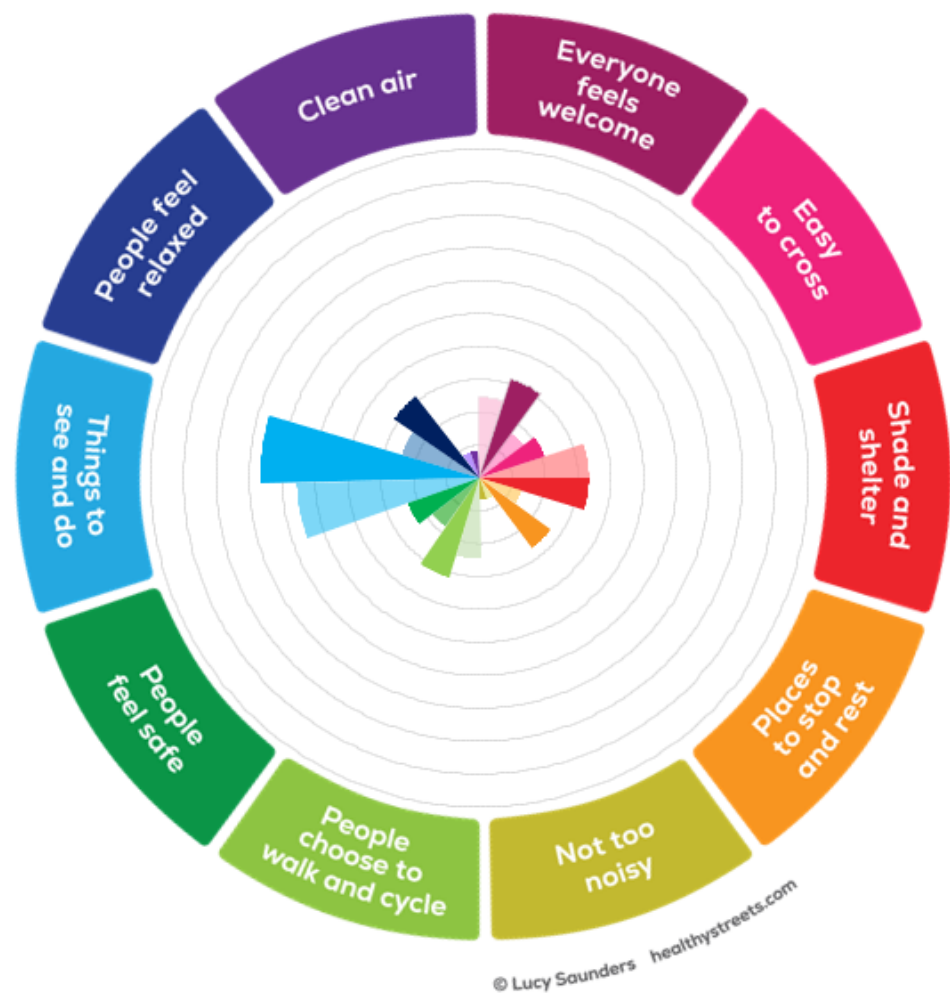 Everyone
feels
welcome
Easy
to cross
Shade and
shelter
Places
to stop
and rest
Not too
noisy
People
choose to
walk and cycle
People
feel safe
Things to
see and do
People feel
relaxed
Clean air
© Lucy Saunders healthystreets.com